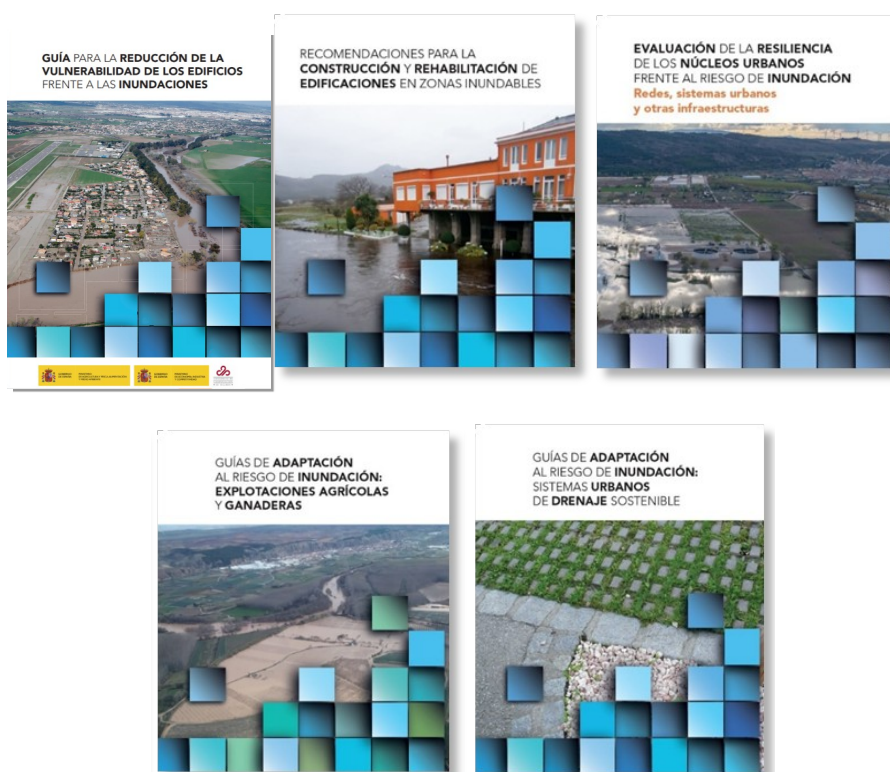 GUÍA PARA LA REDUCCIÓN DE LA
VULNERABILIDAD DE LOS EDIFICIOS
FRENTE A LAS INUNDACIONES
RECOMENDACIONES PARA LA
CONSTRUCCIÓN Y REHABILITACIÓN DE
EDIFICACIONES EN ZONAS INUNDABLES
EVALUACIÓN DE LA RESILIENCIA
DE LOS NÚCLEOS URBANOS
FRENTE AL RIESGO DE INUNDACIÓN
Redes, sistemas urbanos
y otras infraestructuras
GUÍAS DE ADAPTACIÓN
AL RIESGO DE INUNDACIÓN:
EXPLOTACIONES AGRÍCOLAS
Y GANADERAS
GUÍAS DE ADAPTACIÓN
AL RIESGO DE INUNDACIÓN:
SISTEMAS URBANOS
DE DRENAJE SOSTENIBLE